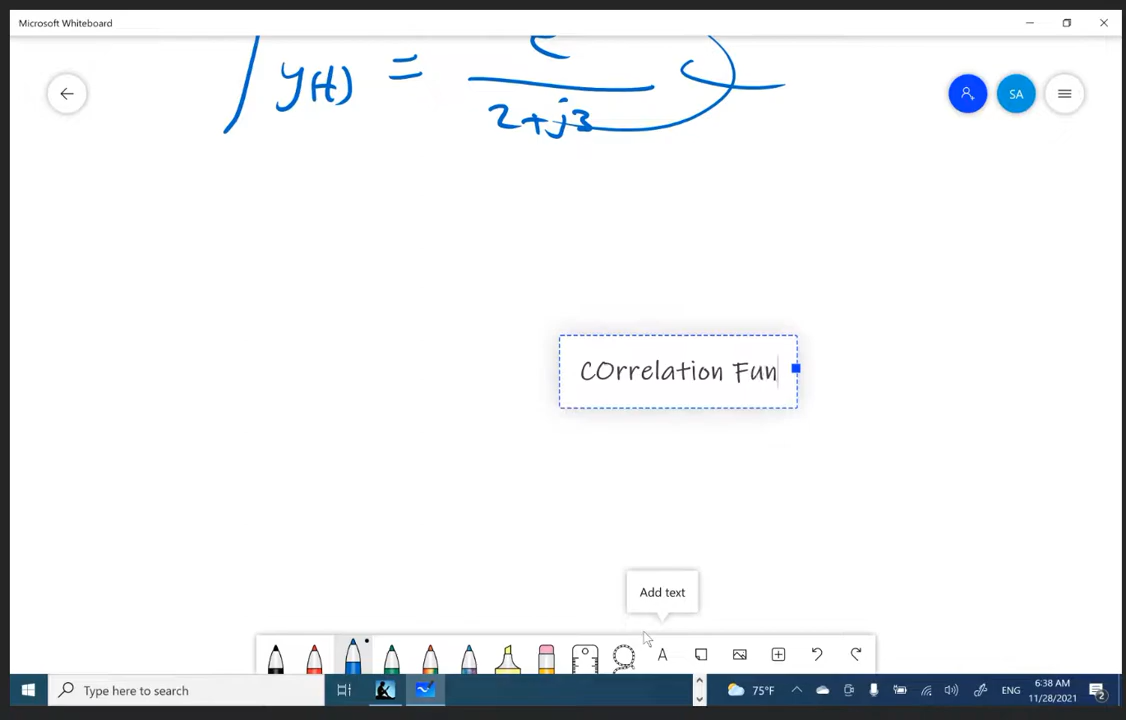 Microsoft Whiteboard
y(t) =
2+j3
SA
COrrelation Fun
Add text
A
Type here to search
75°F
ENG
6:38 AM
11/28/2021
2